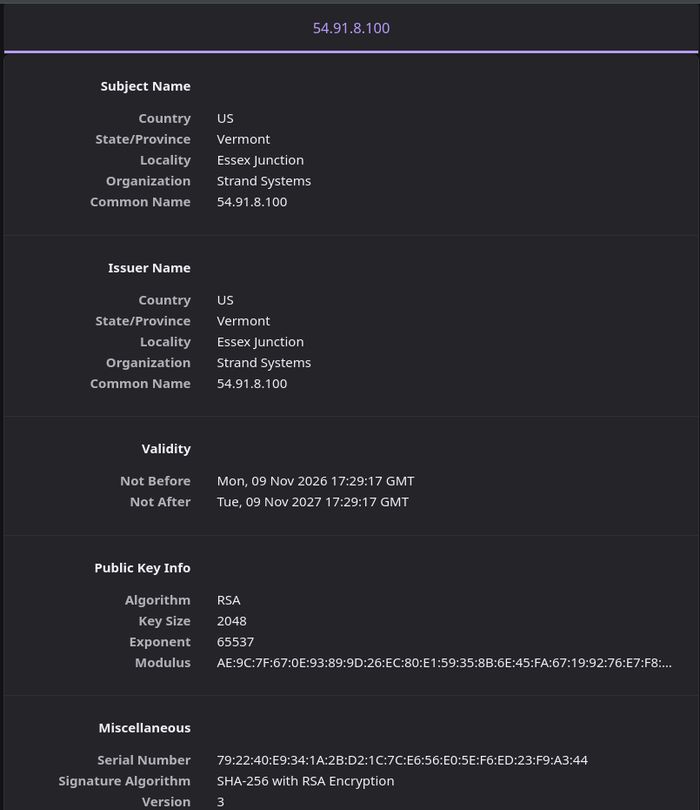 54.91.8.100
Subject Name
Country US
State/Province Vermont
Locality Essex Junction
Organization Strand Systems
Common Name 54.91.8.100
Issuer Name
Country US
State/Province Vermont
Locality Essex Junction
Organization Strand Systems
Common Name 54.91.8.100
Validity
Not Before Mon, 09 Nov 2026 17:29:17 GMT
Not After Tue, 09 Nov 2027 17:29:17 GMT
Public Key Info
Algorithm RSA
Key Size 2048
Exponent 65537
Modulus AE:9C:7F:67:0E:93:89:9D:26:EC:80:E1:59:35:8B:6E:45:FA:67:19:92:76:E7:F8:...
Miscellaneous
Serial Number 79:22:40:E9:34:1A:2B:D2:1C:7C:E6:56:E0:5E:F6:ED:23:F9:A3:44
Signature Algorithm SHA-256 with RSA Encryption
Version 3